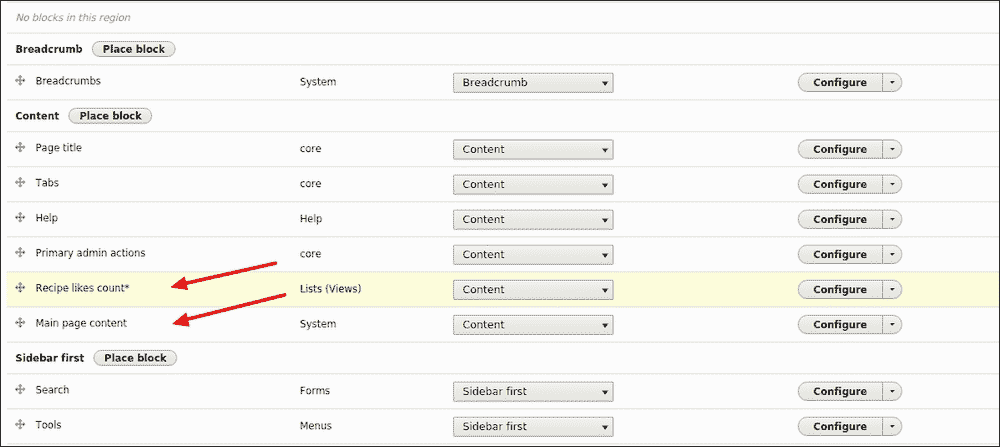 No blocks in this region
Breadcrumb Place block
Breadcrumbs System Breadcrumb Configure
Content Place block
Page title core Content Configure
Tabs core Content Configure
Help Help Content Configure
Primary admin actions core Content Configure
Recipe likes count* Lists (Views) Content Configure
Main page content System Content Configure
Sidebar first Place block
Search Forms Sidebar first Configure
Tools Menus Sidebar first Configure